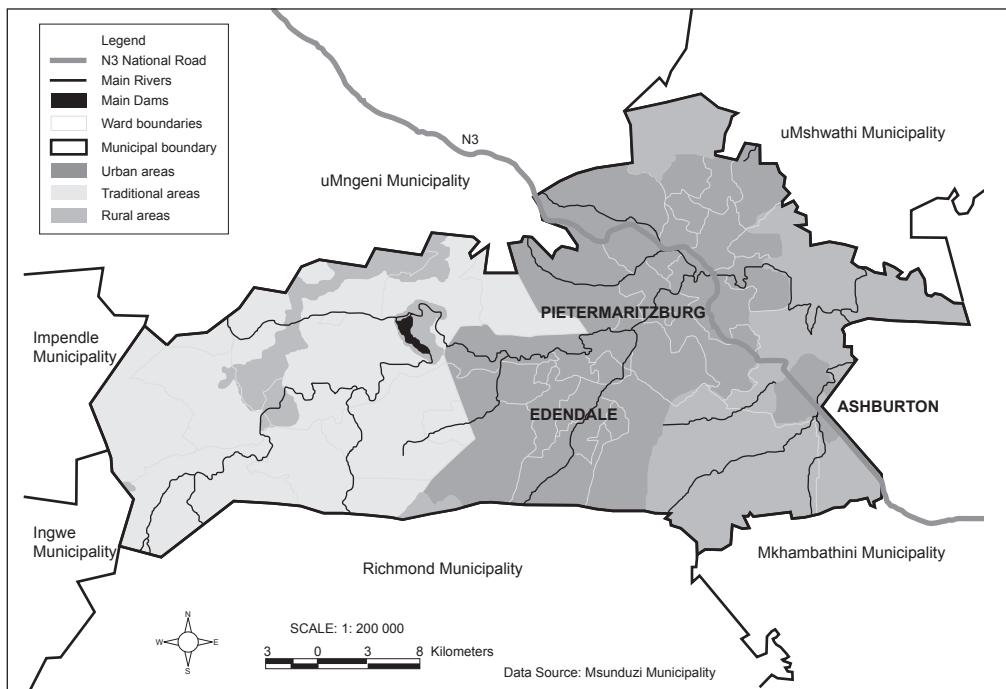 Legend
N3 National Road
Main Rivers
Main Dams
Ward boundaries
Municipal boundary
Urban areas
Traditional areas
Rural areas
N3
uMshwathi Municipality
uMngeni Municipality
PIETERMARITZBURG
Impendle
Municipality
EDENDALE
ASHBURTON
Ingwe
Municipality
Mkhambathini Municipality
Richmond Municipality
N
W
E
S
SCALE: 1: 200 000
3 0 3 8 Kilometers
Data Source: Msunduzi Municipality